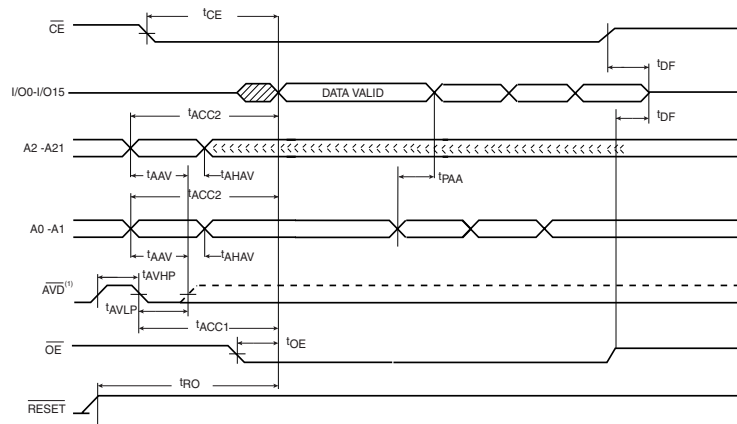 tCE
CE
tDF
I/O0-I/O15
DATA VALID
tACC2
tDF
A2 -A21
tAAV
tAHAV
tPAA
tACC2
A0 -A1
tAAV
tAHAV
tAVHP
AVD(1)
tAVLP
tACC1
OE
tOE
tRO
RESET